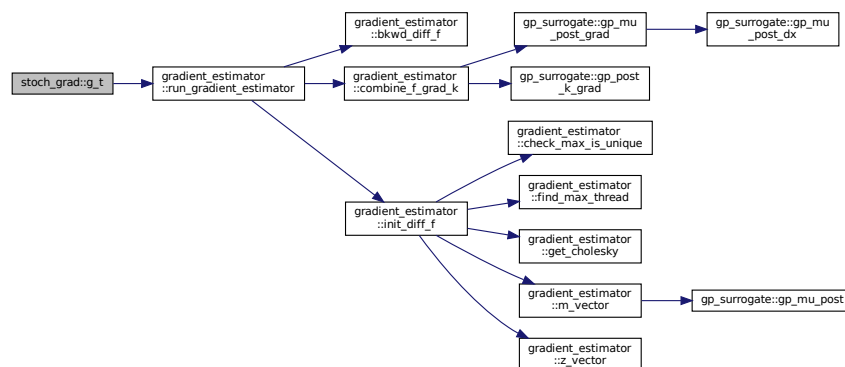 stoch_grad::g_t
gradient_estimator
::run_gradient_estimator
gradient_estimator
::bkwd_diff_f
gradient_estimator
::combine_f_grad_k
gp_surrogate::gp_mu
_post_grad
gp_surrogate::gp_mu
_post_dx
gp_surrogate::gp_post
_k_grad
gradient_estimator
::init_diff_f
gradient_estimator
::check_max_is_unique
gradient_estimator
::find_max_thread
gradient_estimator
::get_cholesky
gradient_estimator
::m_vector
gp_surrogate::gp_mu_post
gradient_estimator
::z_vector